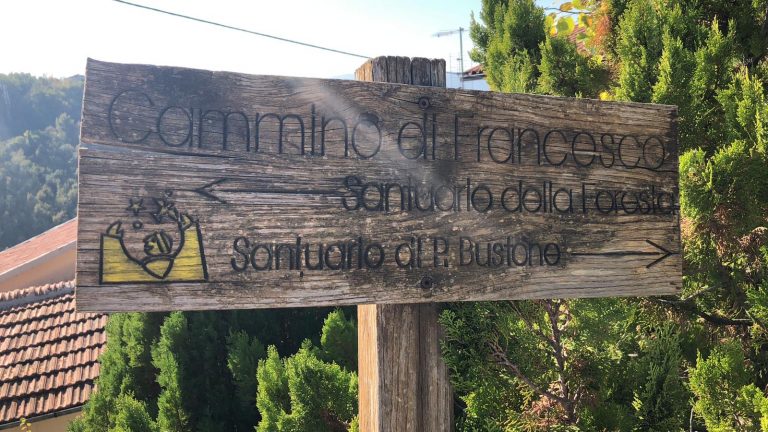 Cammino di Francesco
Santuario della Foresta
Santuario di P. Bustone